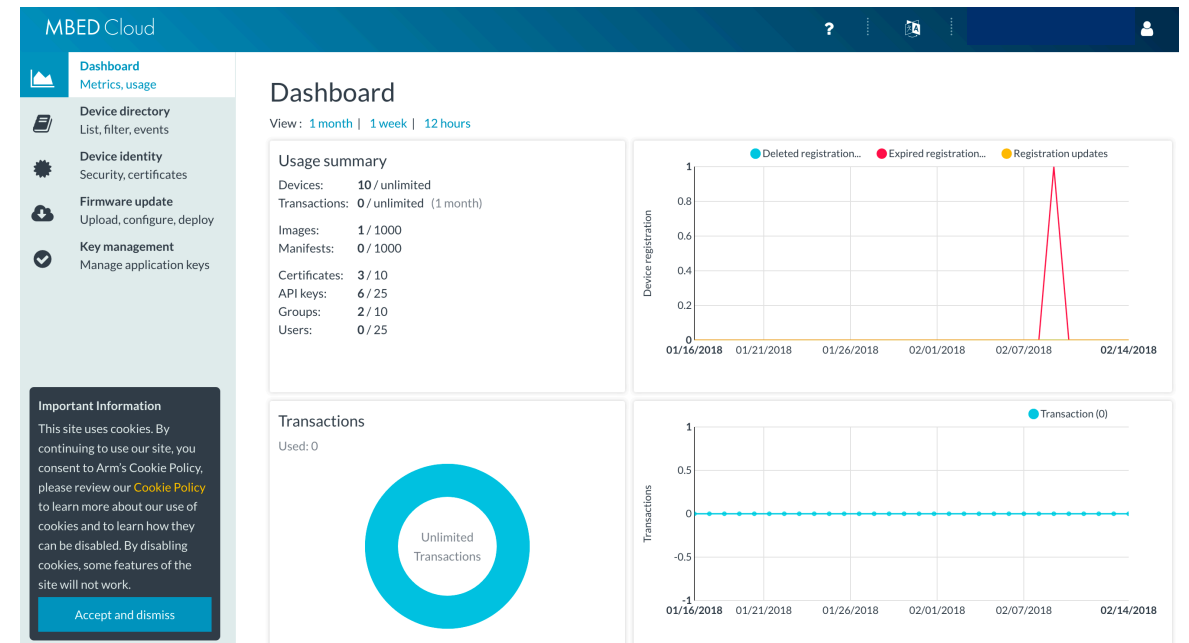 MBED Cloud
?
Dashboard
Metrics, usage
Device directory
List, filter, events
Device identity
Security, certificates
Firmware update
Upload, configure, deploy
Key management
Manage application keys
Important Information
This site uses cookies. By
continuing to use our site, you
consent to Arm's Cookie Policy,
please review our Cookie Policy
to learn more about our use of
cookies and to learn how they
can be disabled. By disabling
cookies, some features of the
site will not work.
Accept and dismiss
Dashboard
View : 1 month | 1 week | 12 hours
Usage summary
Devices: 10 / unlimited
Transactions: 0 / unlimited (1 month)
Images: 1 / 1000
Manifests: 0 / 1000
Certificates: 3 / 10
API keys: 6 / 25
Groups: 2 / 10
Users: 0 / 25
Deleted registration... Expired registration... Registration updates
Device registration
1
0.8
0.6
0.4
0.2
0
01/16/2018 01/21/2018 01/26/2018 02/01/2018 02/07/2018 02/14/2018
Transactions
Used: 0
Unlimited
Transactions
Transaction (0)
Transactions
1
0.5
0
-0.5
-1
01/16/2018 01/21/2018 01/26/2018 02/01/2018 02/07/2018 02/14/2018